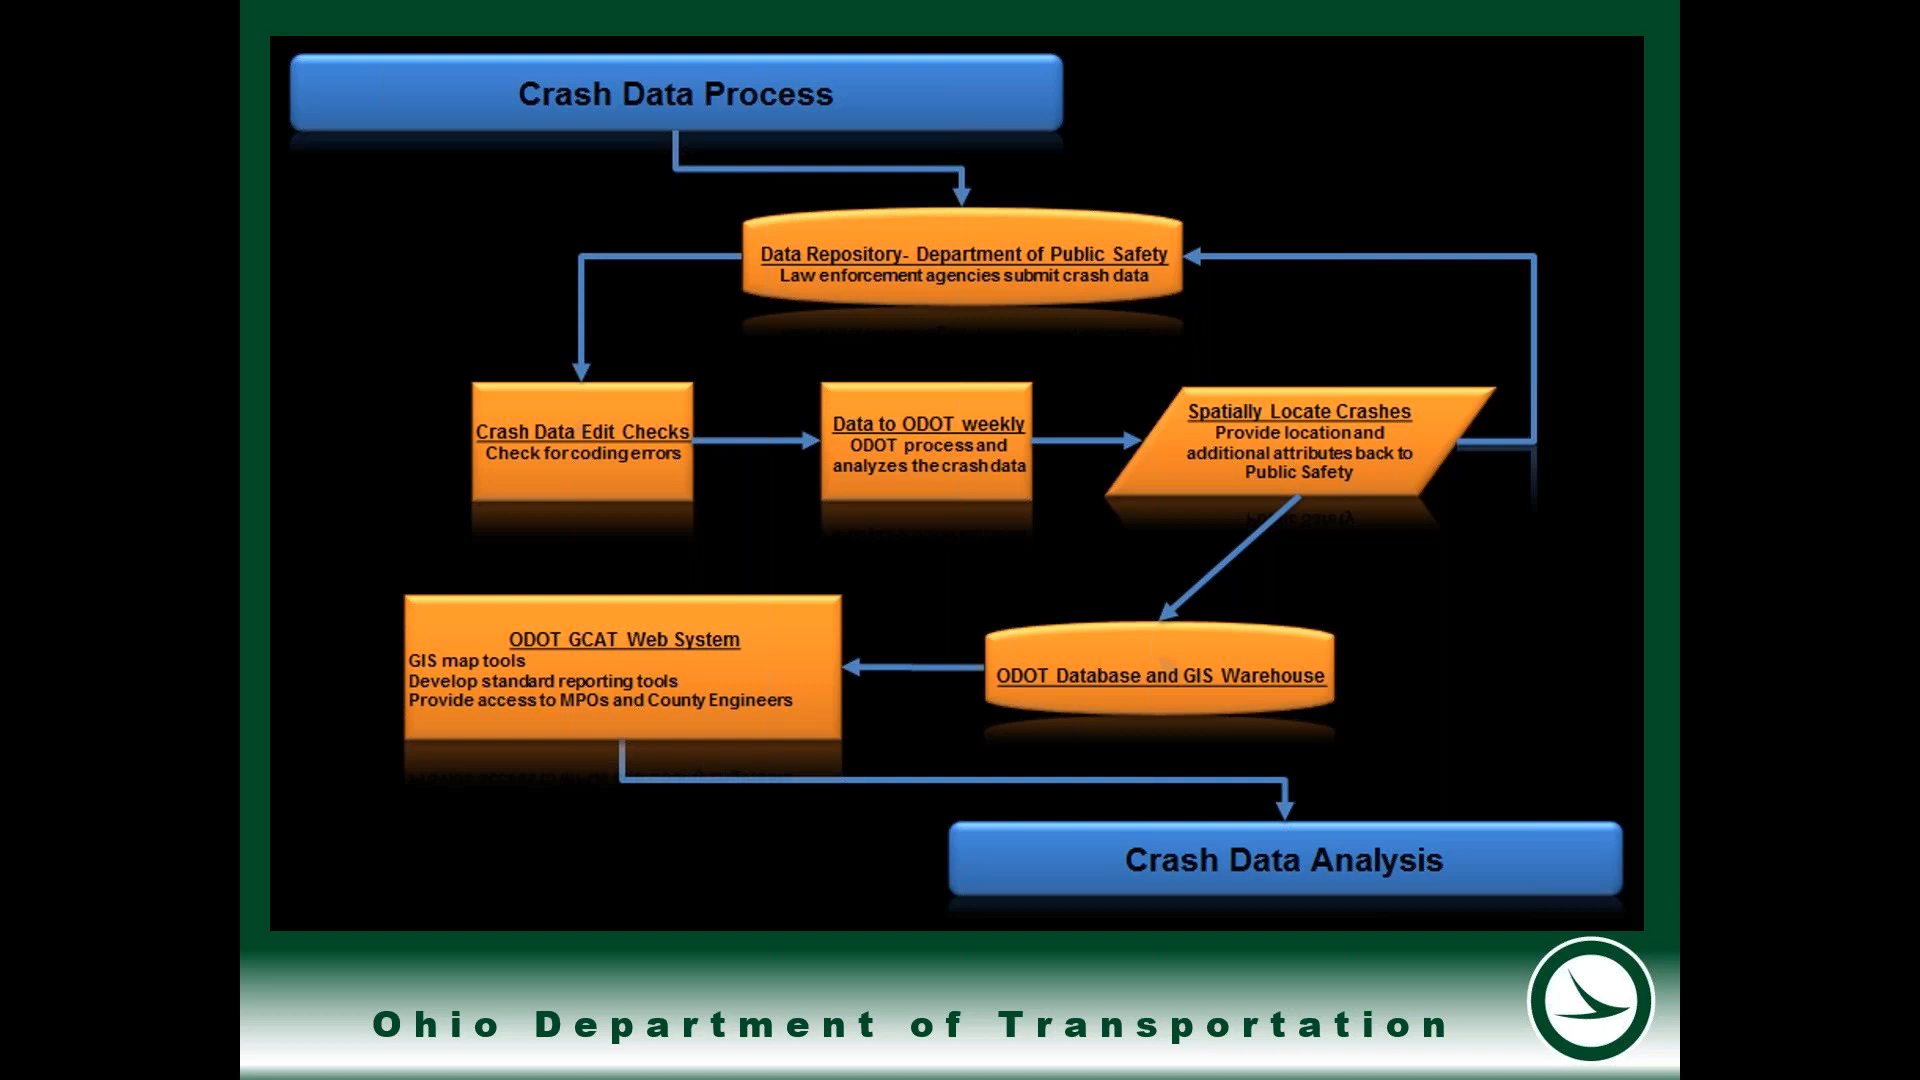 Crash Data Process
Data Repository- Department of Public Safety
Law enforcement agencies submit crash data
Crash Data Edit Checks
Check for coding errors
Data to ODOT weekly
ODOT process and
analyzes the crash data
Spatially Locate Crashes
Provide location and
additional attributes back to
Public Safety
ODOT GCAT Web System
GIS map tools
Develop standard reporting tools
Provide access to MPOs and County Engineers
ODOT Database and GIS Warehouse
Crash Data Analysis
Ohio Department of Transportation